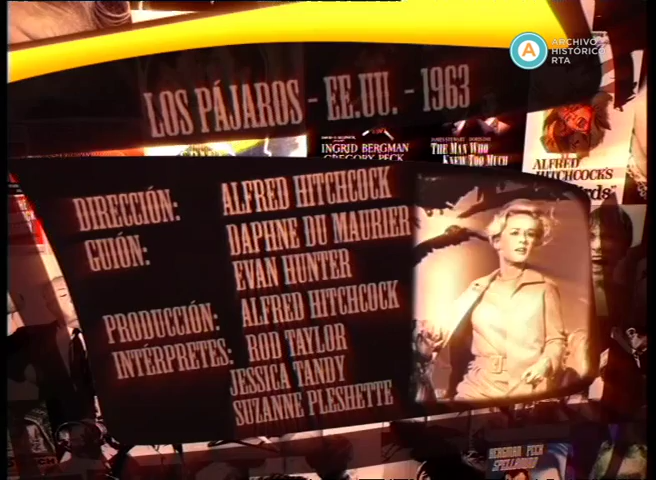 ARCHIVO
HISTÓRICO
RTA
LOS PÁJAROS - EE.UU. - 1963
INGRID BERGMAN
GREGORY PECK
THE MAN WHO
KNEW TOO MUCH
ALFRED
HITCHCOCK'S
DIRECCIÓN: ALFRED HITCHCOCK
GUIÓN: DAPHNE DU MAURIER
EVAN HUNTER
PRODUCCIÓN: ALFRED HITCHCOCK
INTÉRPRETES: ROD TAYLOR
JESSICA TANDY
SUZANNE PLESHETTE
BERGMAN PECK
SPELLBOUND